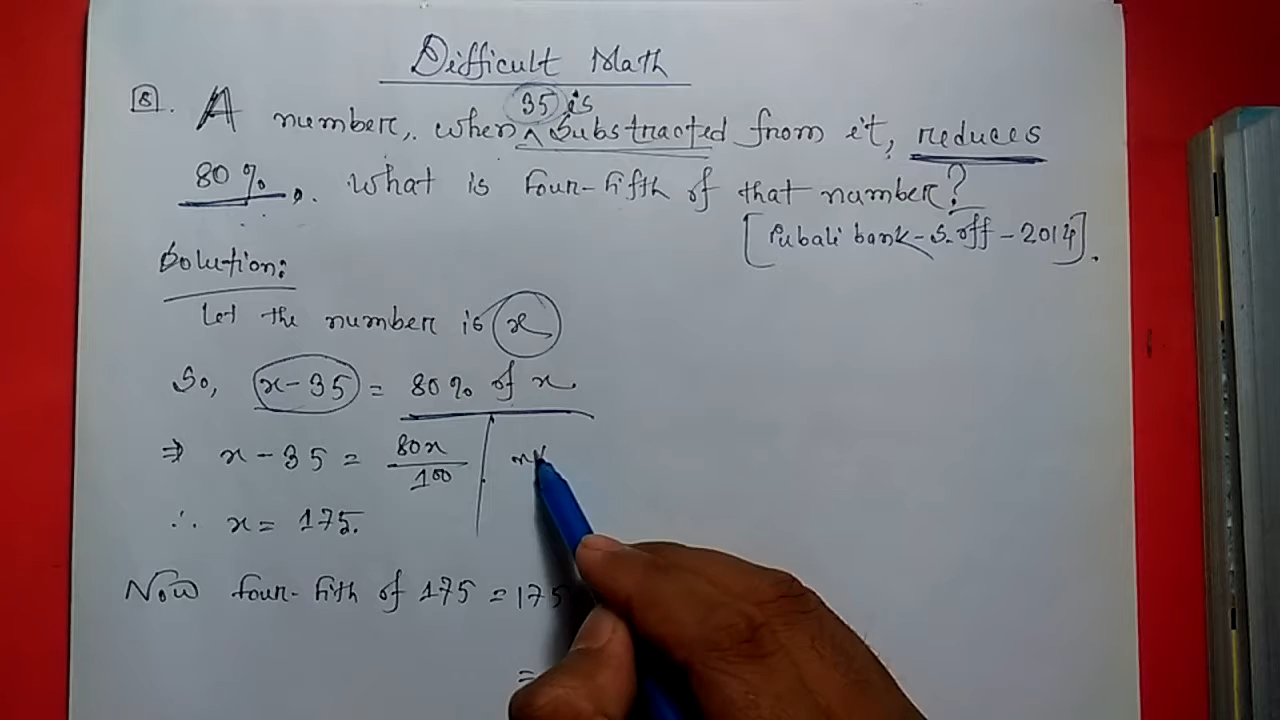 Difficult Math
8. A number, when 35 is substracted from it, reduces
80%. What is four-fifth of that number?
[Pubali bank - S. off - 2014].
Solution:
Let the number is x
So, x - 35 = 80% of x
⇒ x - 35 = 80x/100
∴ x = 175.
Now four-fifth of 175 = 175
=